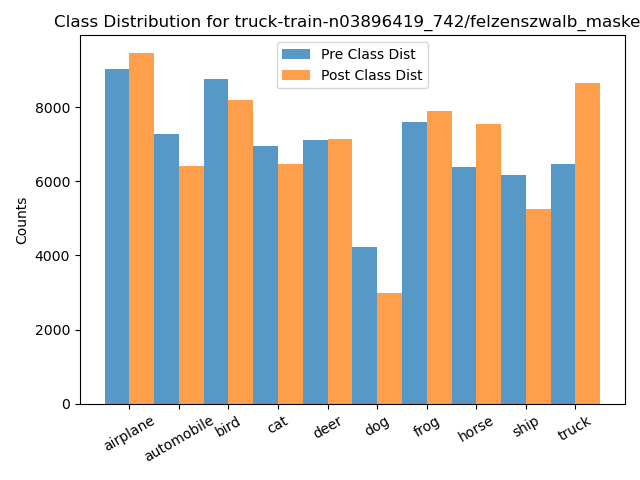 Class Distribution for truck-train-n03896419_742/felzenszwalb_maske
Pre Class Dist
Post Class Dist
Counts
8000
6000
4000
2000
0
airplane
automobile
bird
cat
deer
dog
frog
horse
ship
truck